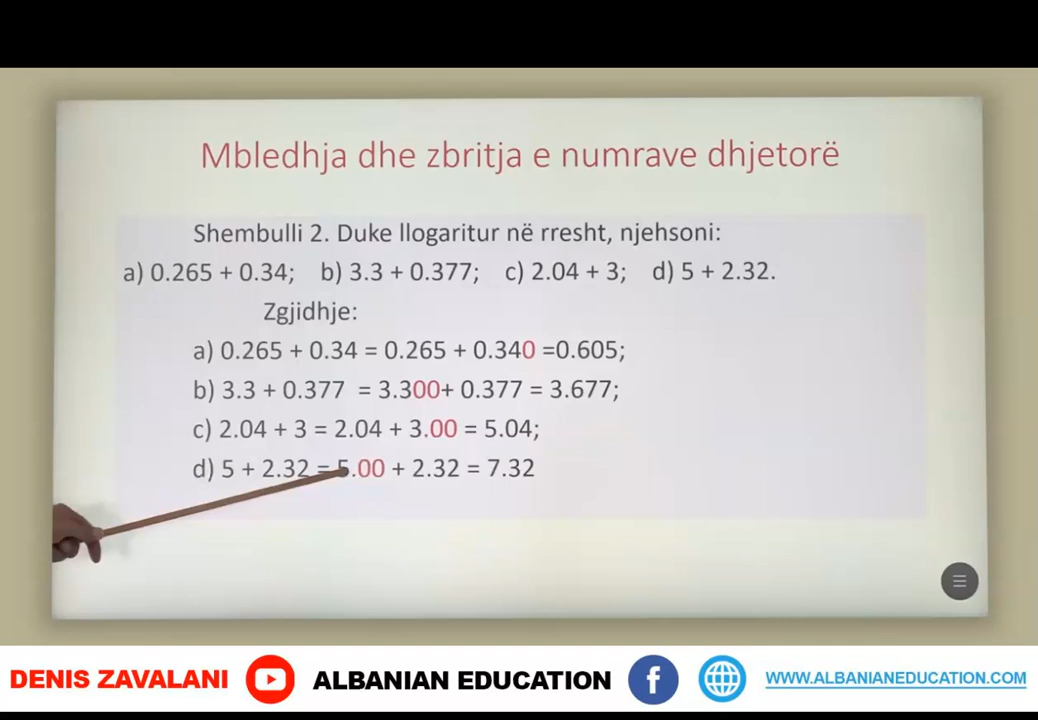 Mbledhja dhe zbritja e numrave dhjetorë
Shembulli 2. Duke llogaritur në rresht, njehsoni:
a) 0.265 + 0.34; b) 3.3 + 0.377; c) 2.04 + 3; d) 5 + 2.32.
Zgjidhje:
a) 0.265 + 0.34 = 0.265 + 0.340 =0.605;
b) 3.3 + 0.377 = 3.300+ 0.377 = 3.677;
c) 2.04 + 3 = 2.04 + 3.00 = 5.04;
d) 5 + 2.32 = 5.00 + 2.32 = 7.32
DENIS ZAVALANI ALBANIAN EDUCATION WWW.ALBANIANEDUCATION.COM